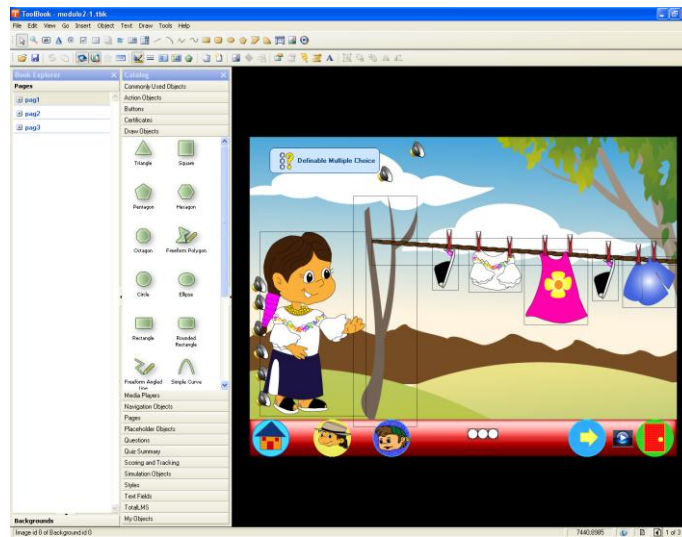 ToolBook - modulo2-1.tbk
File Edit View Go Insert Object Text Draw Tools Help
Book Explorer
Pages
pag1
pag2
pag3
Backgrounds
Catalog
Commonly Used Objects
Action Objects
Buttons
Certificates
Draw Objects
Triangle Square
Pentagon Hexagon
Octagon Freeform Polygon
Circle Ellipse
Rectangle Rounded Rectangle
Freeform Angled Line Simple Curve
Media Players
Navigation Objects
Pages
Placeholder Objects
Questions
Quiz Summary
Scoring and Tracking
Simulation Objects
Styles
Text Fields
TotalLMS
My Objects
Definable Multiple Choice
Image id 0 of Background id 0
7440,8985
1 of 3